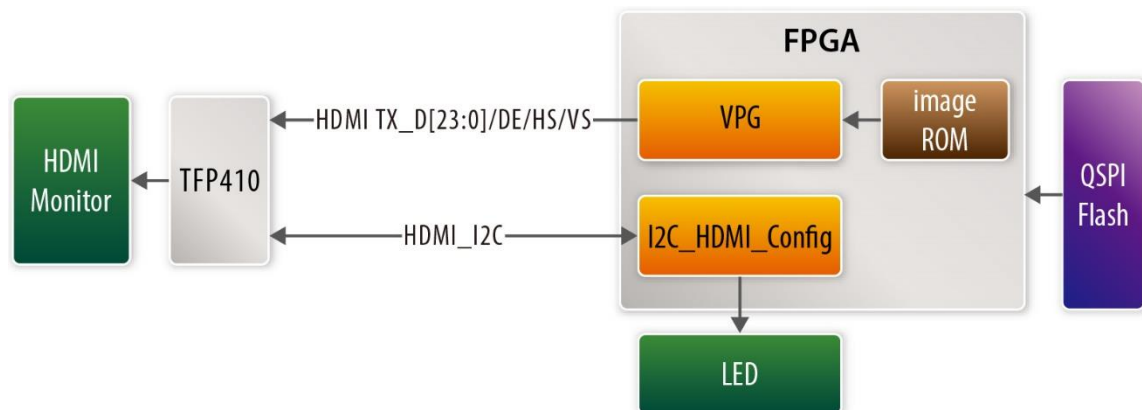 FPGA
HDMI
Monitor
TFP410
HDMI TX_D[23:0]/DE/HS/VS
VPG
image
ROM
QSPI
Flash
HDMI_I2C
I2C_HDMI_Config
LED